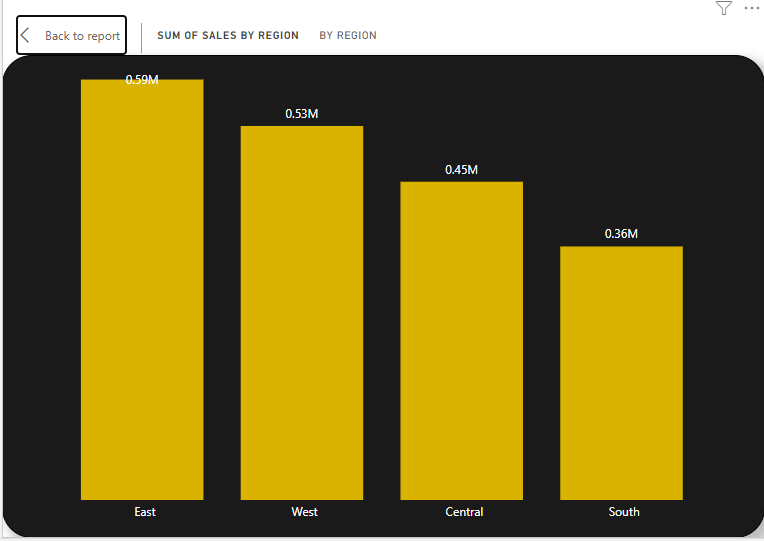 Back to report
SUM OF SALES BY REGION
BY REGION
0.59M
0.53M
0.45M
0.36M
East
West
Central
South